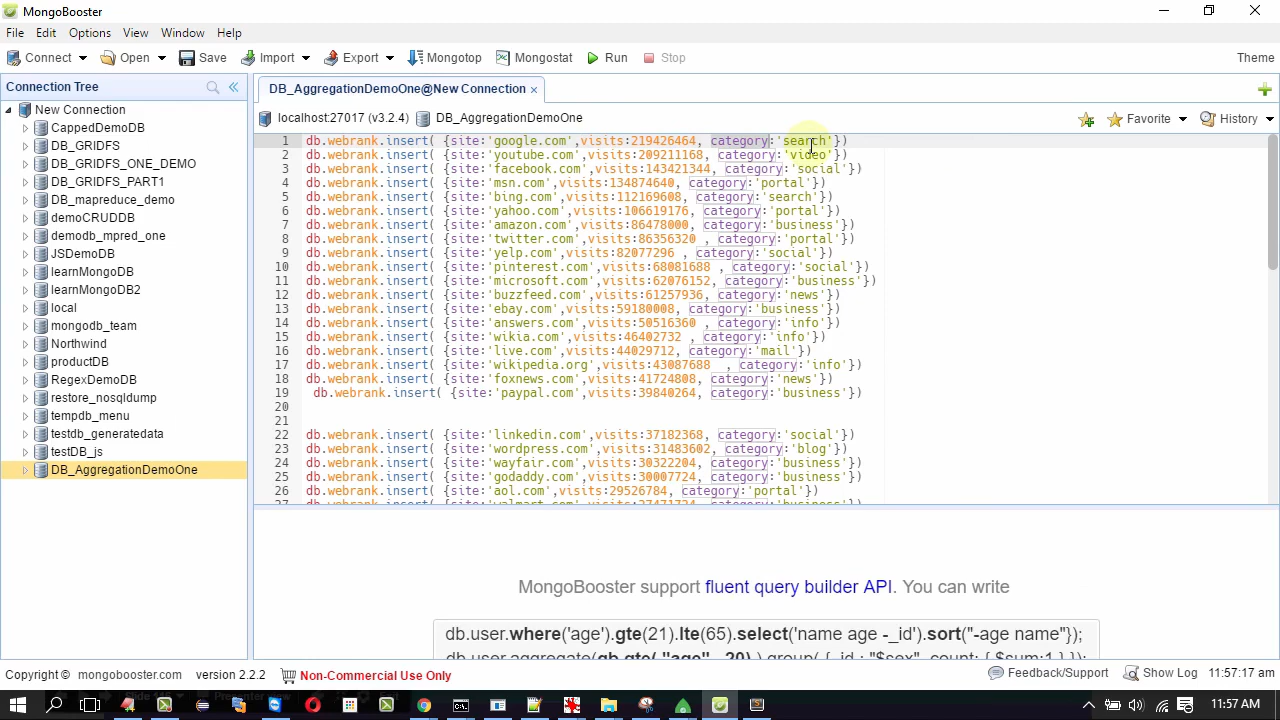 MongoBooster
File Edit Options View Window Help
Connect Open Save Import Export Mongotop Mongostat Run Stop Theme
Connection Tree
DB_AggregationDemoOne@New Connection ×
New Connection
localhost:27017 (v3.2.4) DB_AggregationDemoOne Favorite History
CappedDemoDB
DB_GRIDFS
DB_GRIDFS_ONE_DEMO
DB_GRIDFS_PART1
DB_mapreduce_demo
demoCRUDDB
demodb_mpred_one
JSDemoDB
learnMongoDB
learnMongoDB2
local
mongodb_team
Northwind
productDB
RegexDemoDB
restore_nosqldump
tempdb_menu
testdb_generatedata
testDB_js
DB_AggregationDemoOne
1 db.webrank.insert( {site:'google.com',visits:219426464, category:'search'})
2 db.webrank.insert( {site:'youtube.com',visits:209211168, category:'video'})
3 db.webrank.insert( {site:'facebook.com',visits:143421344, category:'social'})
4 db.webrank.insert( {site:'msn.com',visits:134874640, category:'portal'})
5 db.webrank.insert( {site:'bing.com',visits:112169608, category:'search'})
6 db.webrank.insert( {site:'yahoo.com',visits:106619176, category:'portal'})
7 db.webrank.insert( {site:'amazon.com',visits:86478000, category:'business'})
8 db.webrank.insert( {site:'twitter.com',visits:86356320 , category:'portal'})
9 db.webrank.insert( {site:'yelp.com',visits:82077296 , category:'social'})
10 db.webrank.insert( {site:'pinterest.com',visits:68081688 , category:'social'})
11 db.webrank.insert( {site:'microsoft.com',visits:62076152, category:'business'})
12 db.webrank.insert( {site:'buzzfeed.com',visits:61257936, category:'news'})
13 db.webrank.insert( {site:'ebay.com',visits:59180008, category:'business'})
14 db.webrank.insert( {site:'answers.com',visits:50516360 , category:'info'})
15 db.webrank.insert( {site:'wikia.com',visits:46402732 , category:'info'})
16 db.webrank.insert( {site:'live.com',visits:44029712, category:'mail'})
17 db.webrank.insert( {site:'wikipedia.org',visits:43087688  , category:'info'})
18 db.webrank.insert( {site:'foxnews.com',visits:41724808, category:'news'})
19 db.webrank.insert( {site:'paypal.com',visits:39840264, category:'business'})
20
21
22 db.webrank.insert( {site:'linkedin.com',visits:37182368, category:'social'})
23 db.webrank.insert( {site:'wordpress.com',visits:31483602, category:'blog'})
24 db.webrank.insert( {site:'wayfair.com',visits:30322204, category:'business'})
25 db.webrank.insert( {site:'godaddy.com',visits:30007724, category:'business'})
26 db.webrank.insert( {site:'aol.com',visits:29526784, category:'portal'})
MongoBooster support fluent query builder API. You can write
db.user.where('age').gte(21).lte(65).select('name age -_id').sort("-age name"});
db.user.aggregate(qb.gte( "age" , 20) ).group( { _id : "$sex", count: { $sum:1 } });
Copyright © mongobooster.com version 2.2.2 Non-Commercial Use Only Feedback/Support Show Log 11:57:17 am
11:57 AM